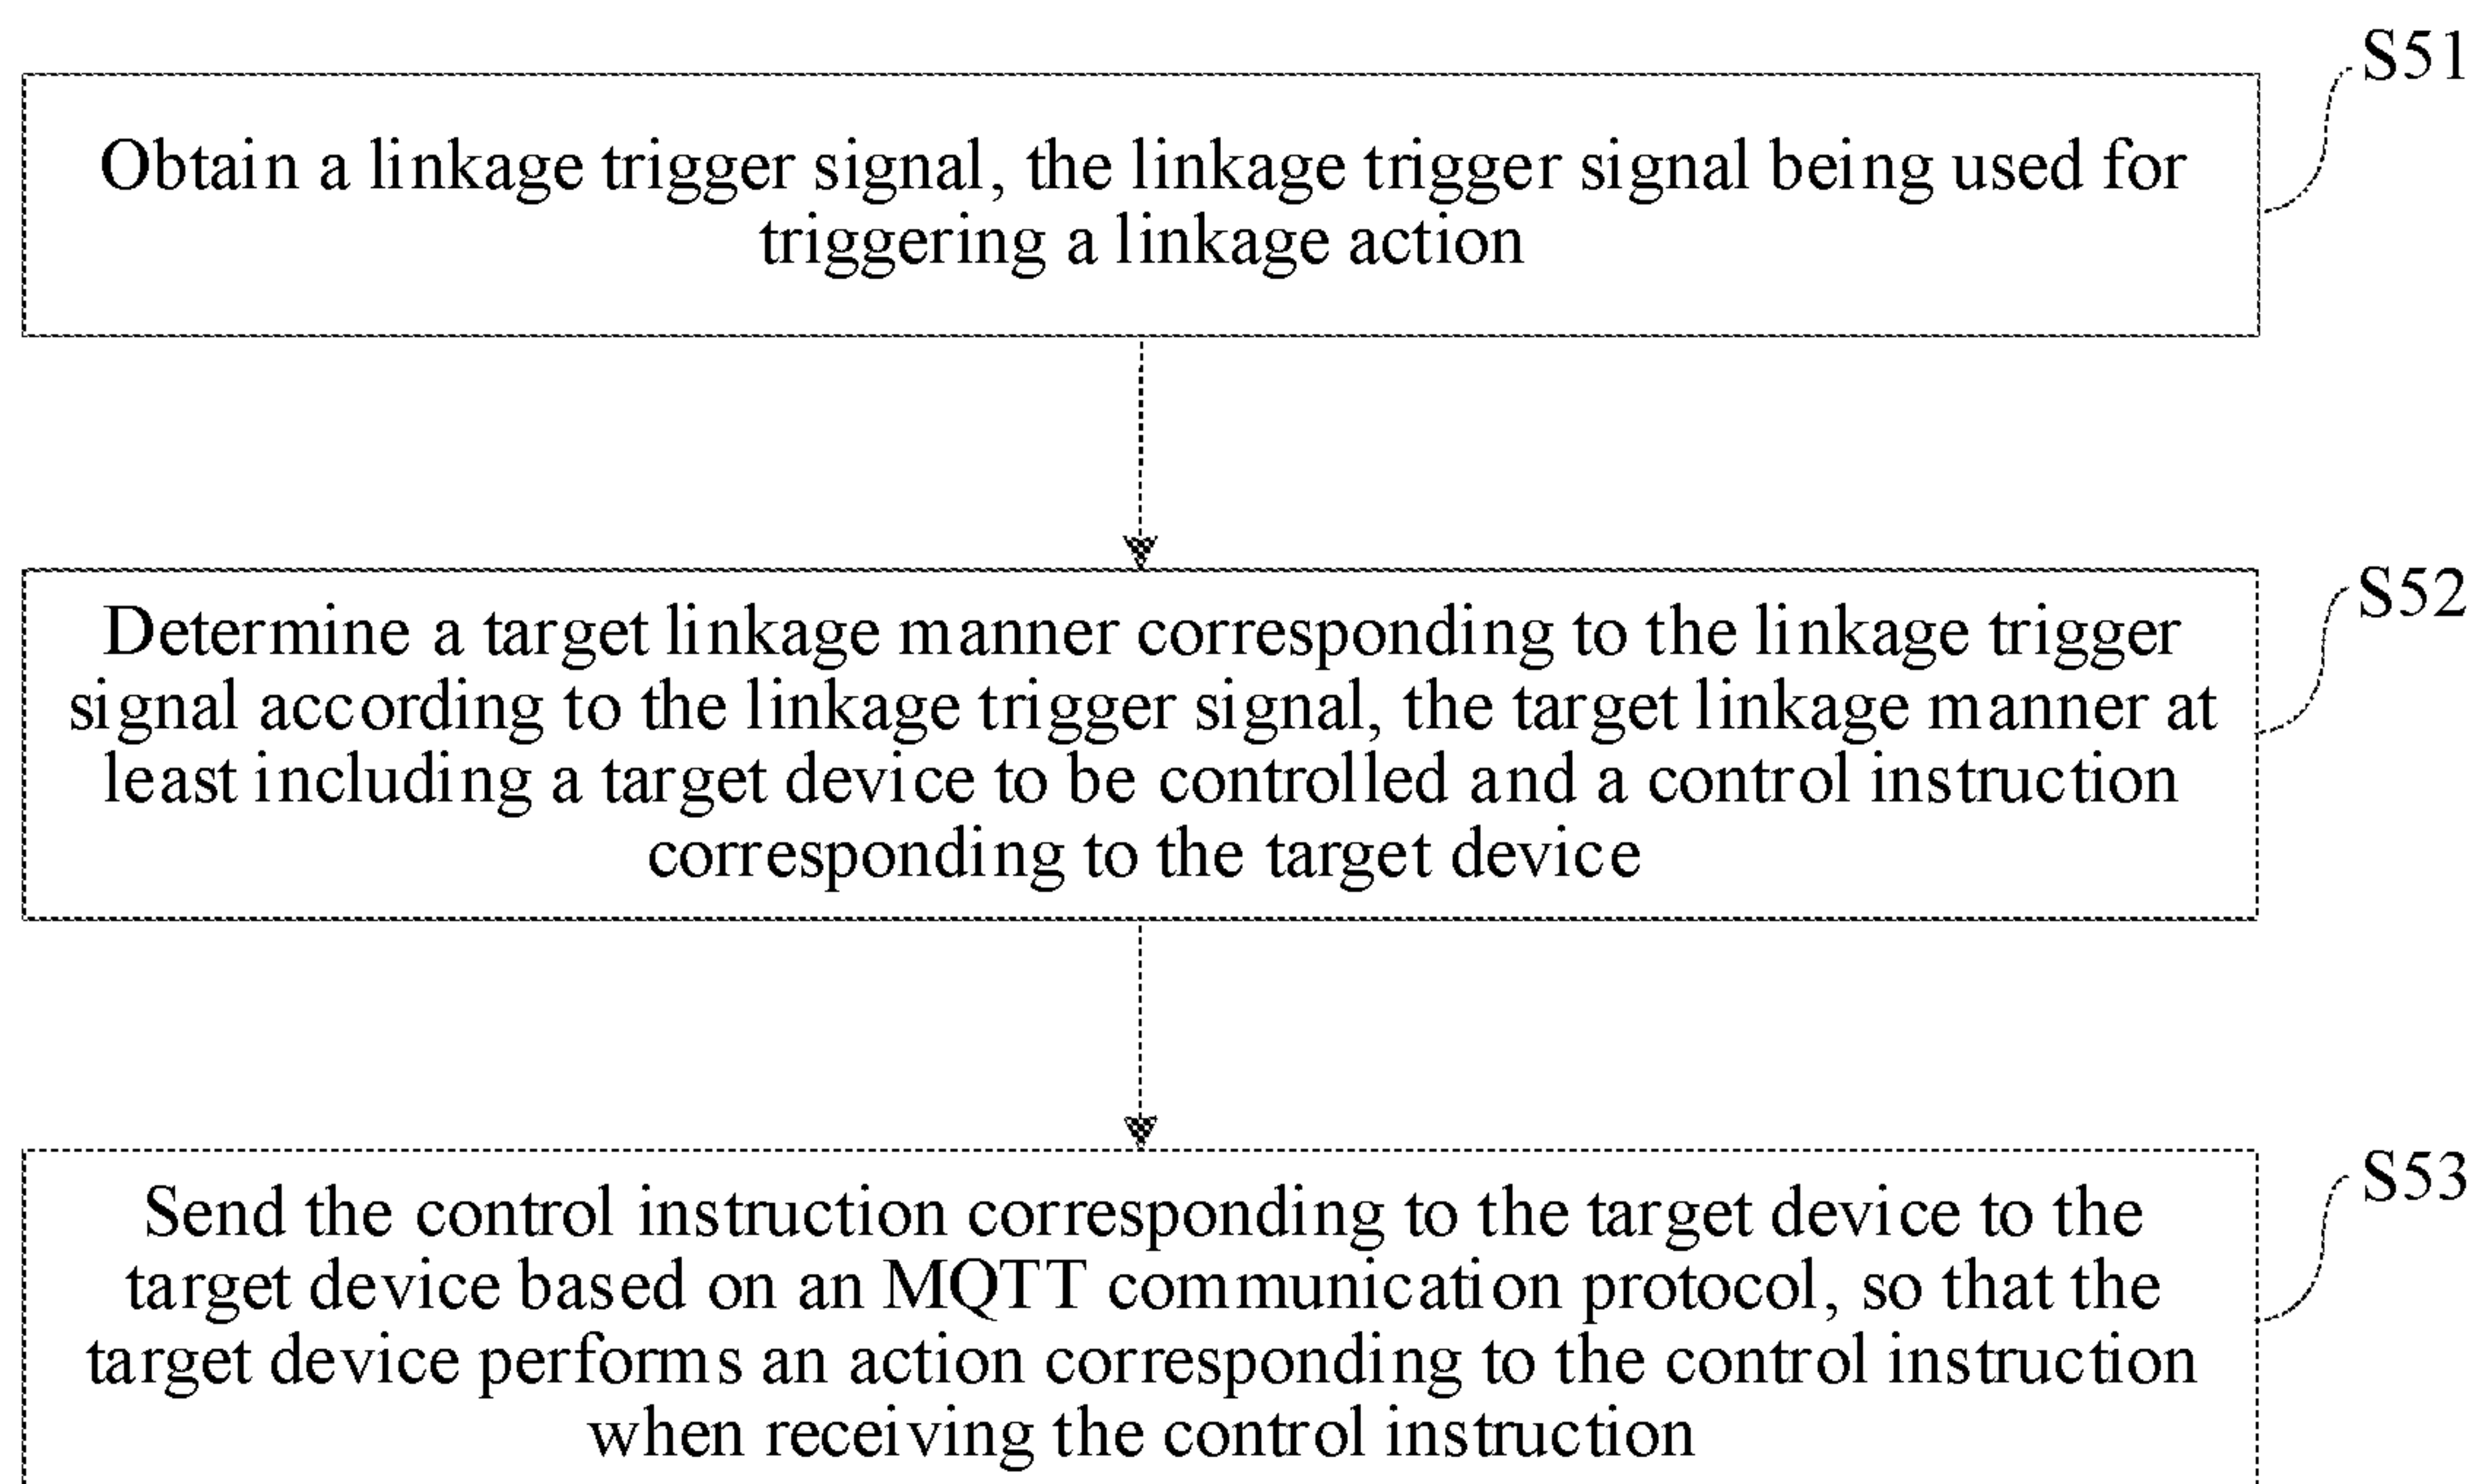 S51
Obtain a linkage trigger signal, the linkage trigger signal being used for
triggering a linkage action
S52
Determine a target linkage manner corresponding to the linkage trigger
signal according to the linkage trigger signal, the target linkage manner at
least including a target device to be controlled and a control instruction
corresponding to the target device
S53
Send the control instruction corresponding to the target device to the
target device based on an MQTT communication protocol, so that the
target device performs an action corresponding to the control instruction
when receiving the control instruction